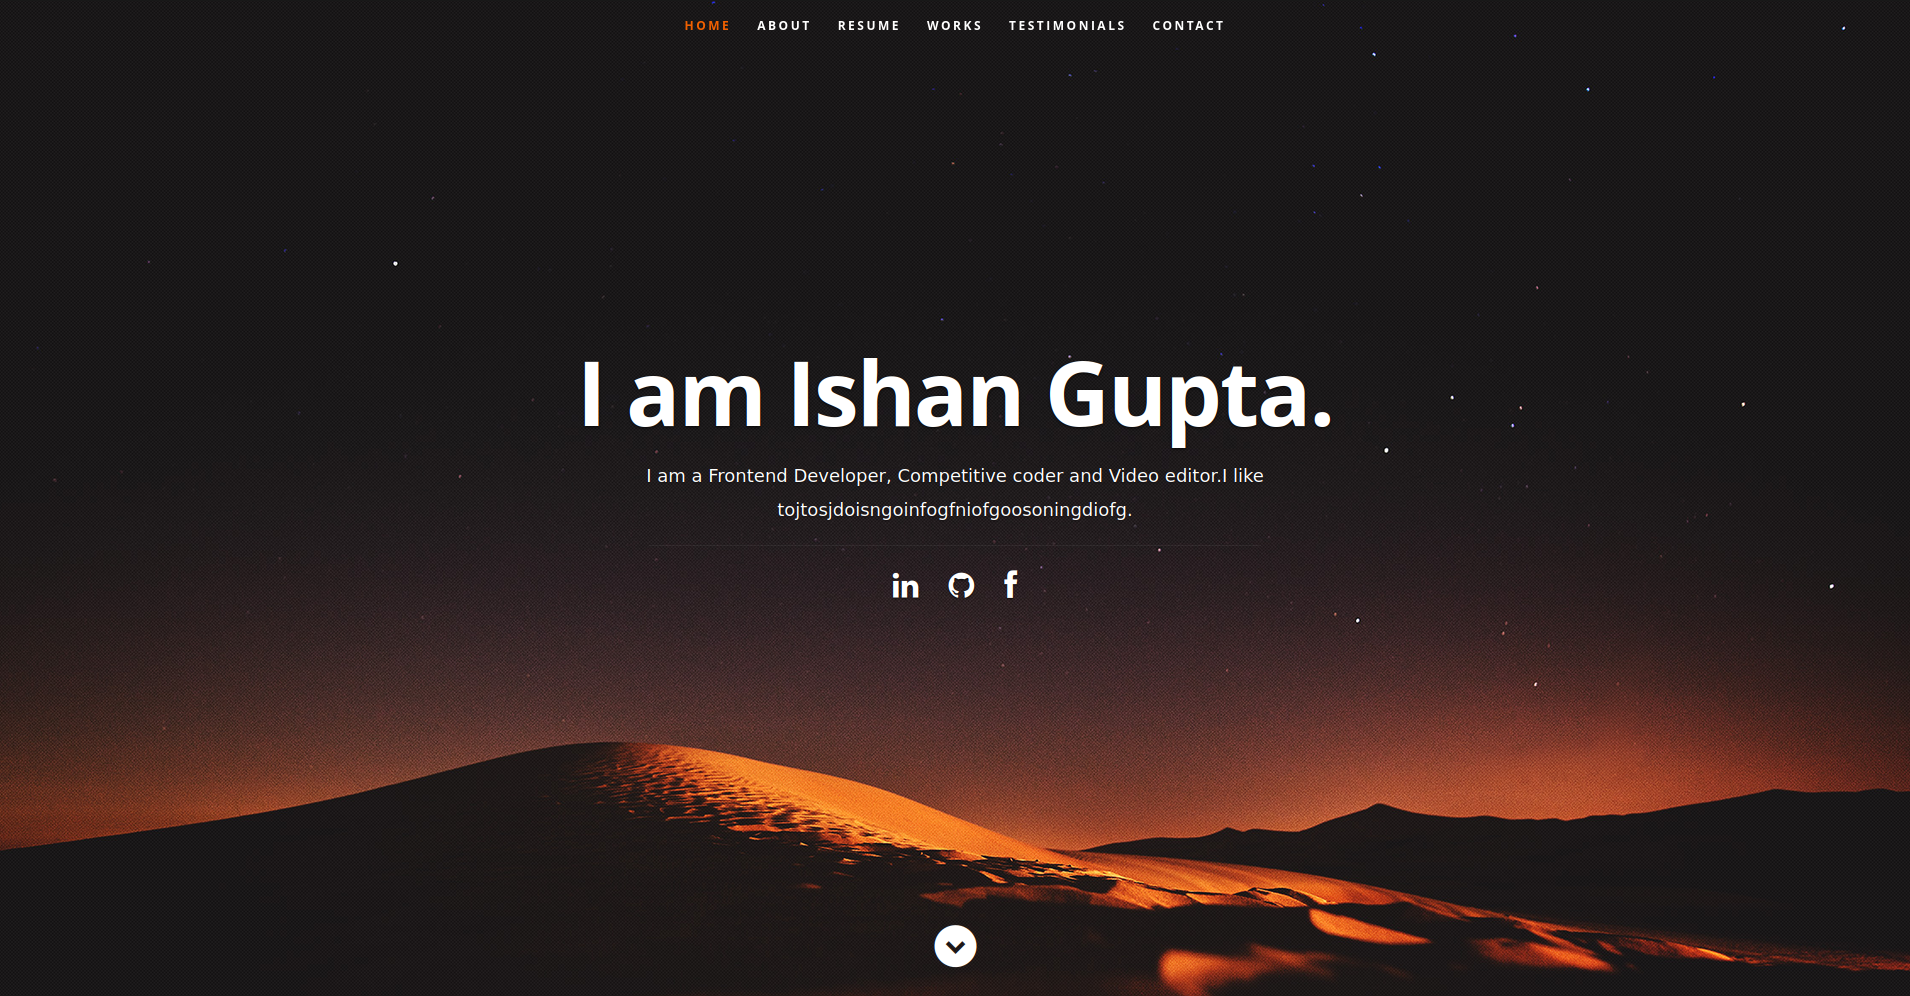 HOME ABOUT RESUME WORKS TESTIMONIALS CONTACT
I am Ishan Gupta.
I am a Frontend Developer, Competitive coder and Video editor.I like
tojtosjdoisngoinfogfniofgoosoningdiofg.